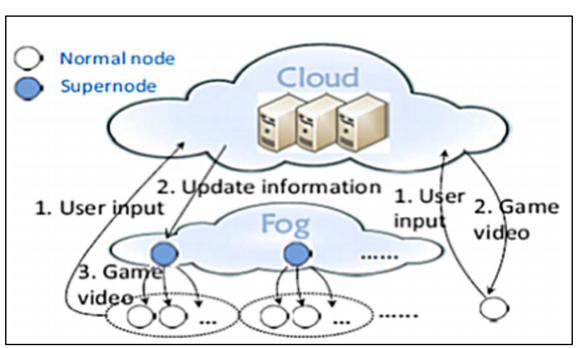 Normal node
Supernode
Cloud
2. Update information
1. User input
1. User
input
2. Game
video
Fog
......
3. Game
video
...
...
......